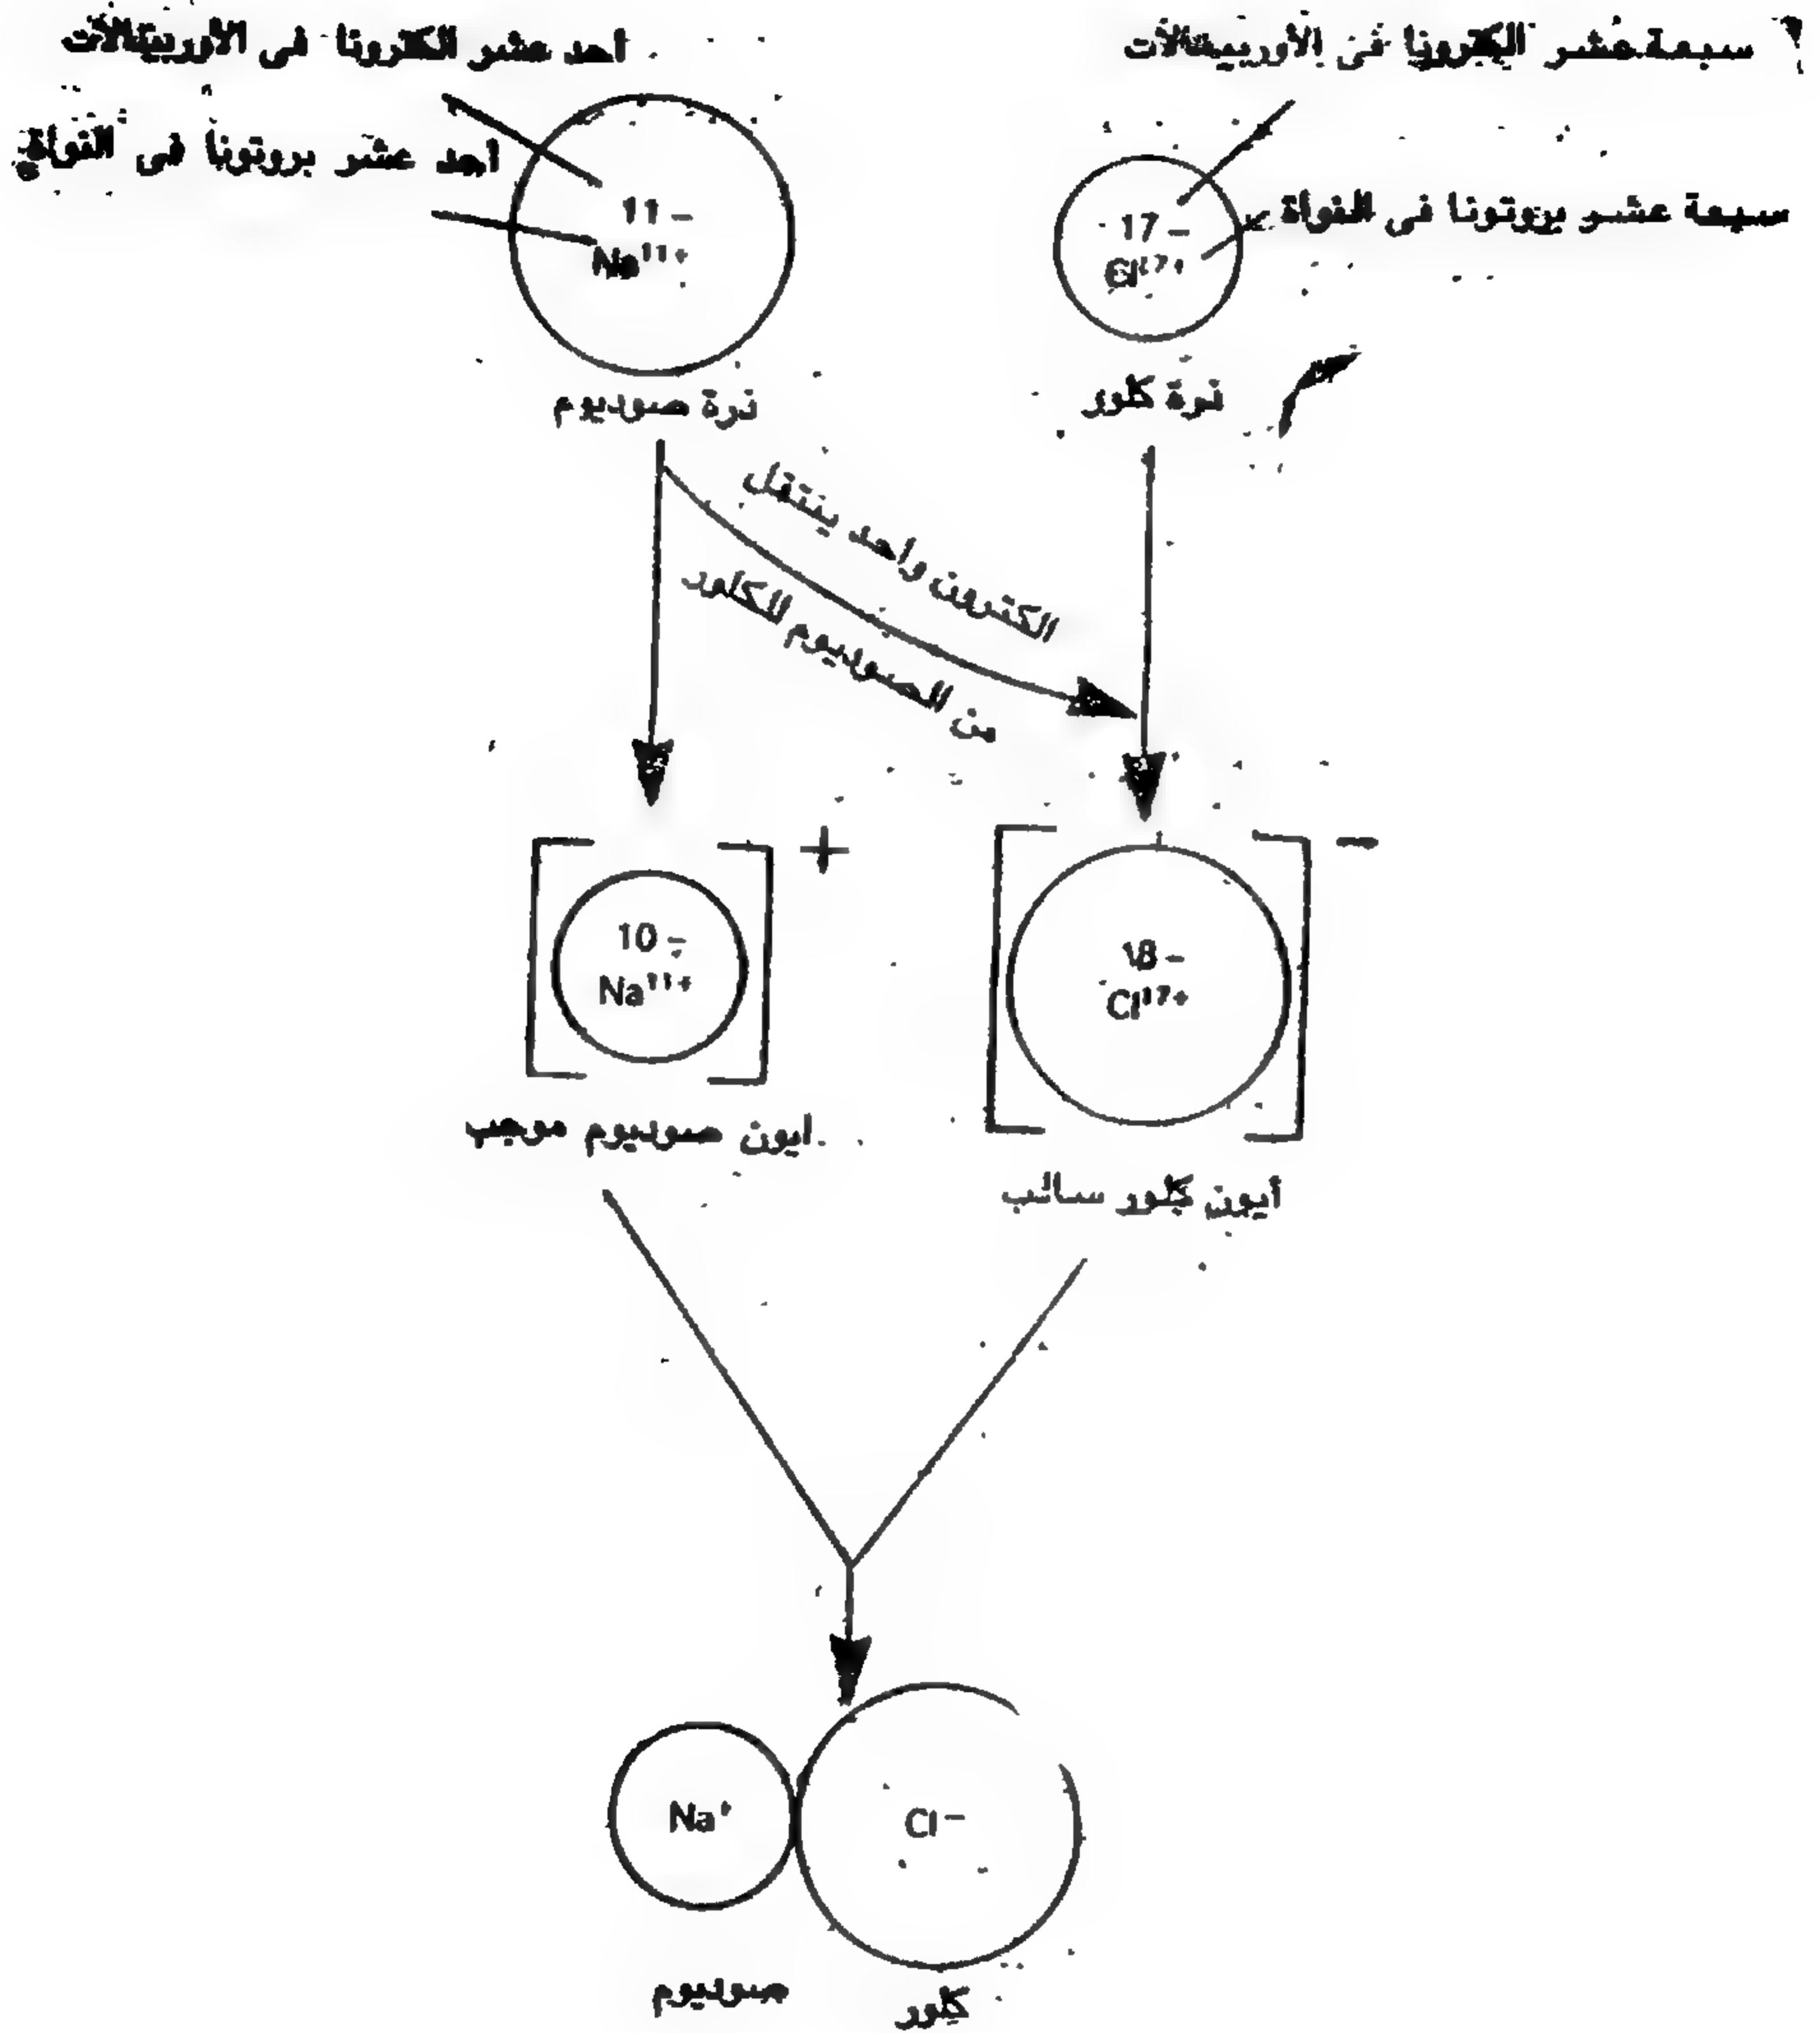 سبعة عشر الكترونا فى الأوربيتالات
أحد عشر الكترونا فى الأوربيتالات
سبعة عشر بروتونا فى النواة
أحد عشر بروتوناً فى النواة
17 –
Cl¹⁷⁺
11 –
Na¹¹⁺
ذرة كلور
ذرة صوديوم
الكترون واحد ينتقل
من الصوديوم للكلور
–
+
18 –
Cl¹⁷⁺
10 –
Na¹¹⁺
أيون كلور سالب
ايون صوديوم موجب
Na⁺
Cl –
كلور
صوديوم